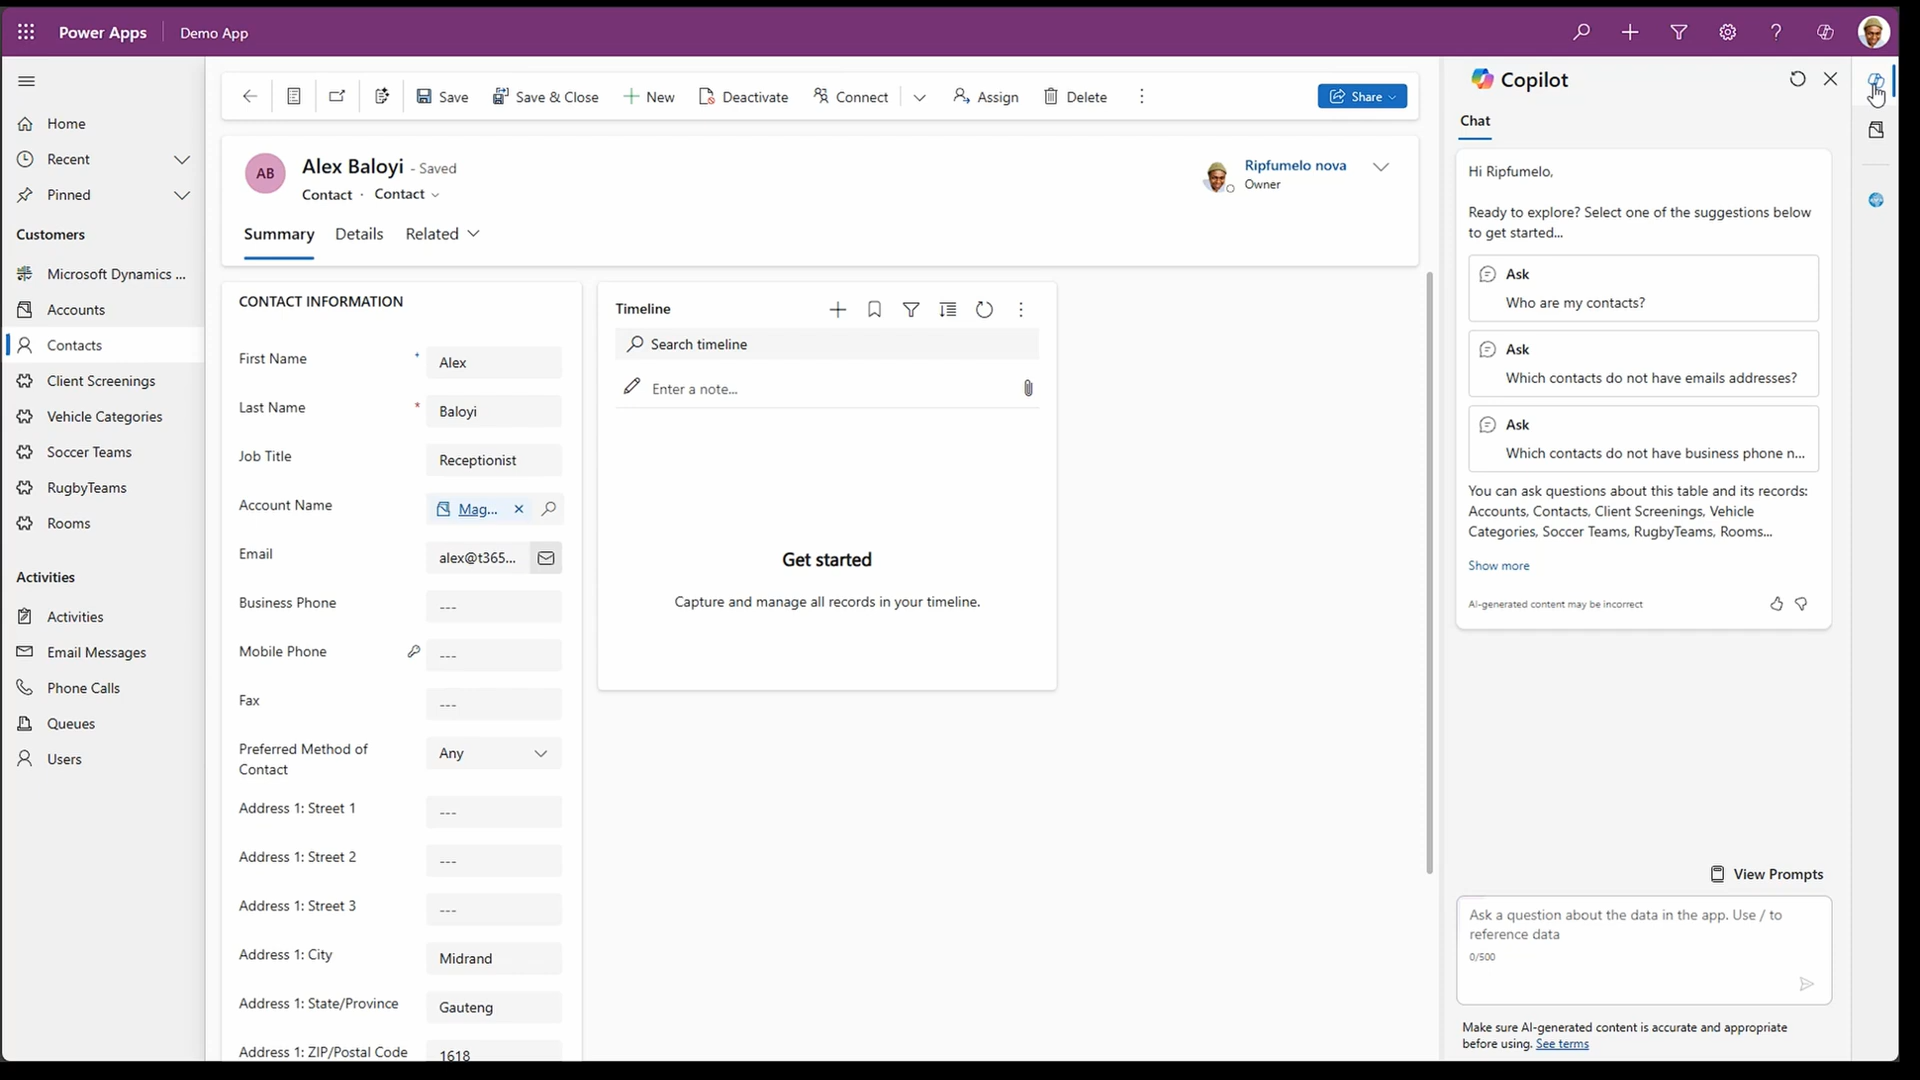 Power Apps
Demo App
Home
Recent
Pinned
Customers
Microsoft Dynamics ...
Accounts
Contacts
Client Screenings
Vehicle Categories
Soccer Teams
RugbyTeams
Rooms
Activities
Activities
Email Messages
Phone Calls
Queues
Users
Save
Save & Close
New
Deactivate
Connect
Assign
Delete
Share
AB
Alex Baloyi - Saved
Contact · Contact
Ripfumelo nova
Owner
Summary
Details
Related
CONTACT INFORMATION
First Name * Alex
Last Name * Baloyi
Job Title Receptionist
Account Name Mag...
Email alex@t365...
Business Phone ---
Mobile Phone ---
Fax ---
Preferred Method of
Contact
Any
Address 1: Street 1 ---
Address 1: Street 2 ---
Address 1: Street 3 ---
Address 1: City Midrand
Address 1: State/Province Gauteng
Address 1: ZIP/Postal Code 1618
Timeline
Search timeline
Enter a note...
Get started
Capture and manage all records in your timeline.
Copilot
Chat
Hi Ripfumelo,
Ready to explore? Select one of the suggestions below
to get started...
Ask
Who are my contacts?
Ask
Which contacts do not have emails addresses?
Ask
Which contacts do not have business phone n...
You can ask questions about this table and its records:
Accounts, Contacts, Client Screenings, Vehicle
Categories, Soccer Teams, RugbyTeams, Rooms...
Show more
AI-generated content may be incorrect
View Prompts
Ask a question about the data in the app. Use / to
reference data
0/500
Make sure AI-generated content is accurate and appropriate
before using. See terms